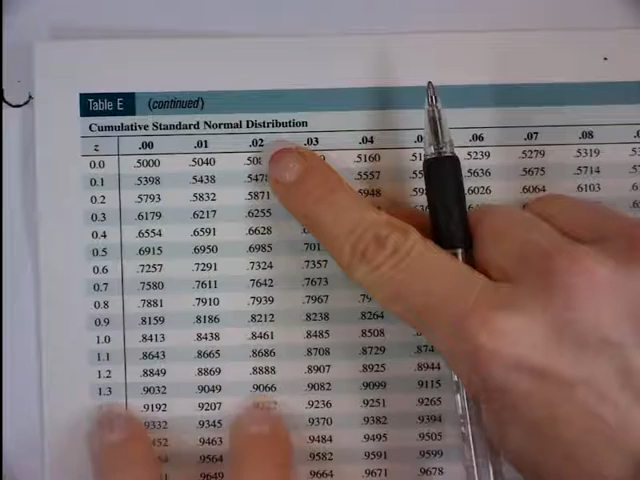 Table E (continued)
Cumulative Standard Normal Distribution
z .00 .01 .02 .03 .04 .06 .07 .08
0.0 .5000 .5040 .5160 .5239 .5279 .5319
0.1 .5398 .5438 .5557 .5636 .5675 .5714
0.2 .5793 .5832 .5871 .5948 .6026 .6064 .6103
0.3 .6179 .6217 .6255
0.4 .6554 .6591 .6628
0.5 .6915 .6950 .6985
0.6 .7257 .7291 .7324 .7357
0.7 .7580 .7611 .7642 .7673
0.8 .7881 .7910 .7939 .7967
0.9 .8159 .8186 .8212 .8238 .8264
1.0 .8413 .8438 .8461 .8485 .8508
1.1 .8643 .8665 .8686 .8708 .8729
1.2 .8849 .8869 .8888 .8907 .8925 .8944
1.3 .9032 .9049 .9066 .9082 .9099 .9115
.9192 .9207 .9236 .9251 .9265
.9332 .9345 .9370 .9382 .9394
.9463 .9484 .9495 .9505
.9564 .9582 .9591 .9599
.9649 .9664 .9671 .9678